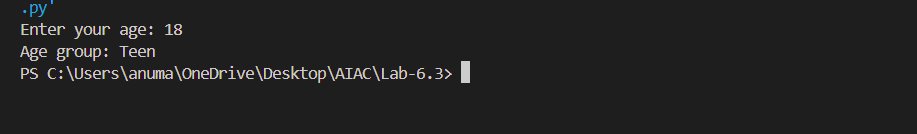 .py'
Enter your age: 18
Age group: Teen
PS C:\Users\anuma\OneDrive\Desktop\AIAC\Lab-6.3>